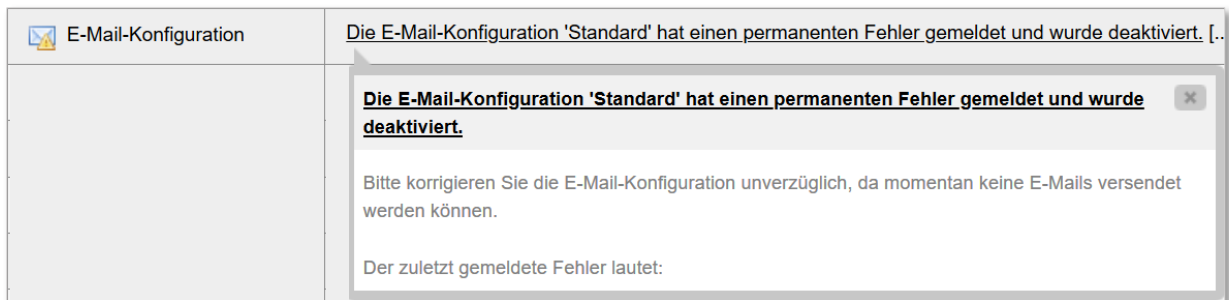 E-Mail-Konfiguration
Die E-Mail-Konfiguration 'Standard' hat einen permanenten Fehler gemeldet und wurde deaktiviert. [..
Die E-Mail-Konfiguration 'Standard' hat einen permanenten Fehler gemeldet und wurde
deaktiviert.
Bitte korrigieren Sie die E-Mail-Konfiguration unverzüglich, da momentan keine E-Mails versendet
werden können.
Der zuletzt gemeldete Fehler lautet: